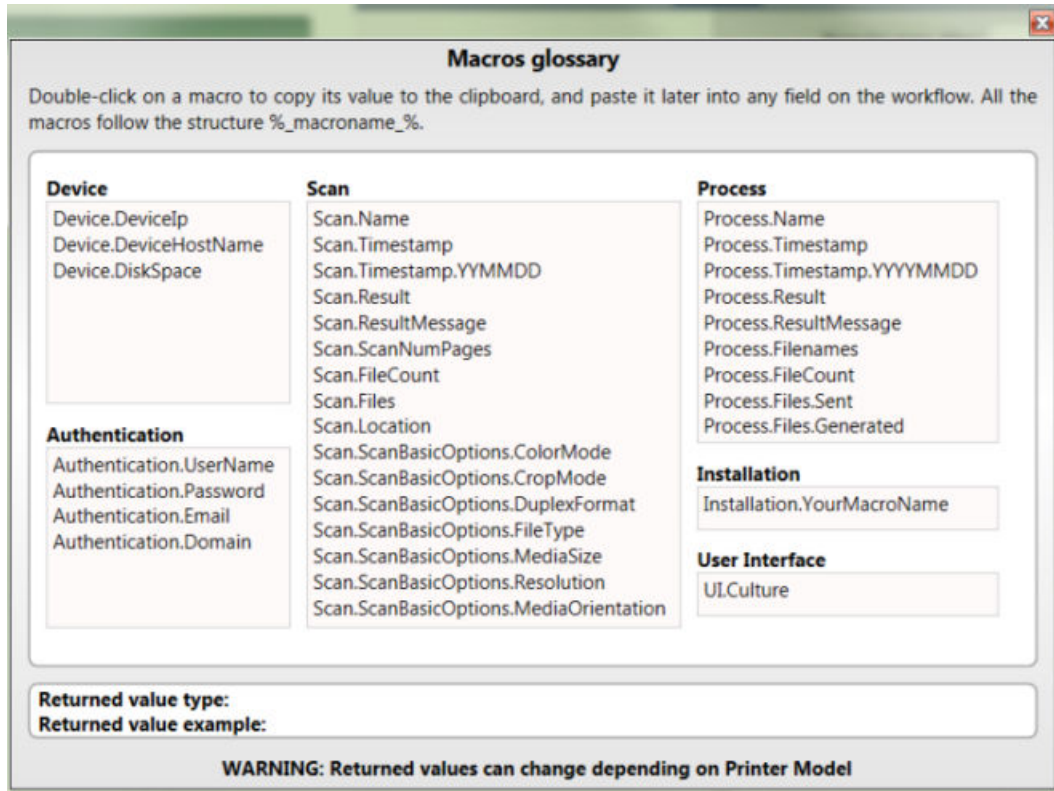 Macros glossary
Double-click on a macro to copy its value to the clipboard, and paste it later into any field on the workflow. All the
macros follow the structure %_macroname_%.
Device
Device.DeviceIp
Device.DeviceHostName
Device.DiskSpace
Authentication
Authentication.UserName
Authentication.Password
Authentication.Email
Authentication.Domain
Scan
Scan.Name
Scan.Timestamp
Scan.Timestamp.YYMMDD
Scan.Result
Scan.ResultMessage
Scan.ScanNumPages
Scan.FileCount
Scan.Files
Scan.Location
Scan.ScanBasicOptions.ColorMode
Scan.ScanBasicOptions.CropMode
Scan.ScanBasicOptions.DuplexFormat
Scan.ScanBasicOptions.FileType
Scan.ScanBasicOptions.MediaSize
Scan.ScanBasicOptions.Resolution
Scan.ScanBasicOptions.MediaOrientation
Process
Process.Name
Process.Timestamp
Process.Timestamp.YYYYMMDD
Process.Result
Process.ResultMessage
Process.Filenames
Process.FileCount
Process.Files.Sent
Process.Files.Generated
Installation
Installation.YourMacroName
User Interface
UI.Culture
Returned value type:
Returned value example:
WARNING: Returned values can change depending on Printer Model